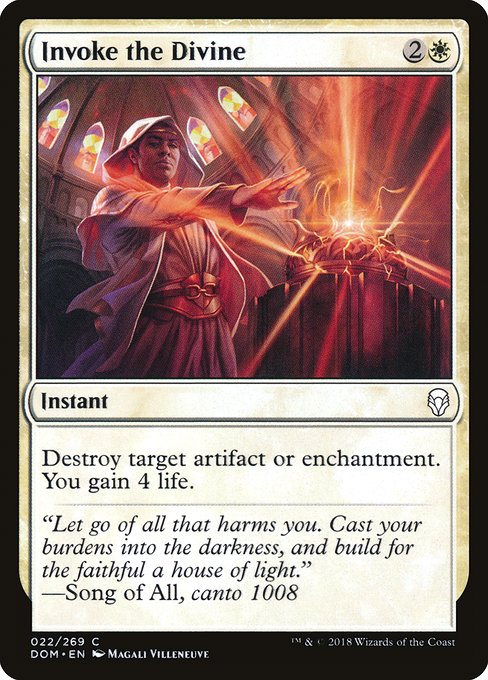 Invoke the Divine 2
Instant
Destroy target artifact or enchantment.
You gain 4 life.
“Let go of all that harms you. Cast your
burdens into the darkness, and build for
the faithful a house of light.”
—Song of All, canto 1008
022/269 C
DOM • EN Magali Villeneuve
™ & © 2018 Wizards of the Coast